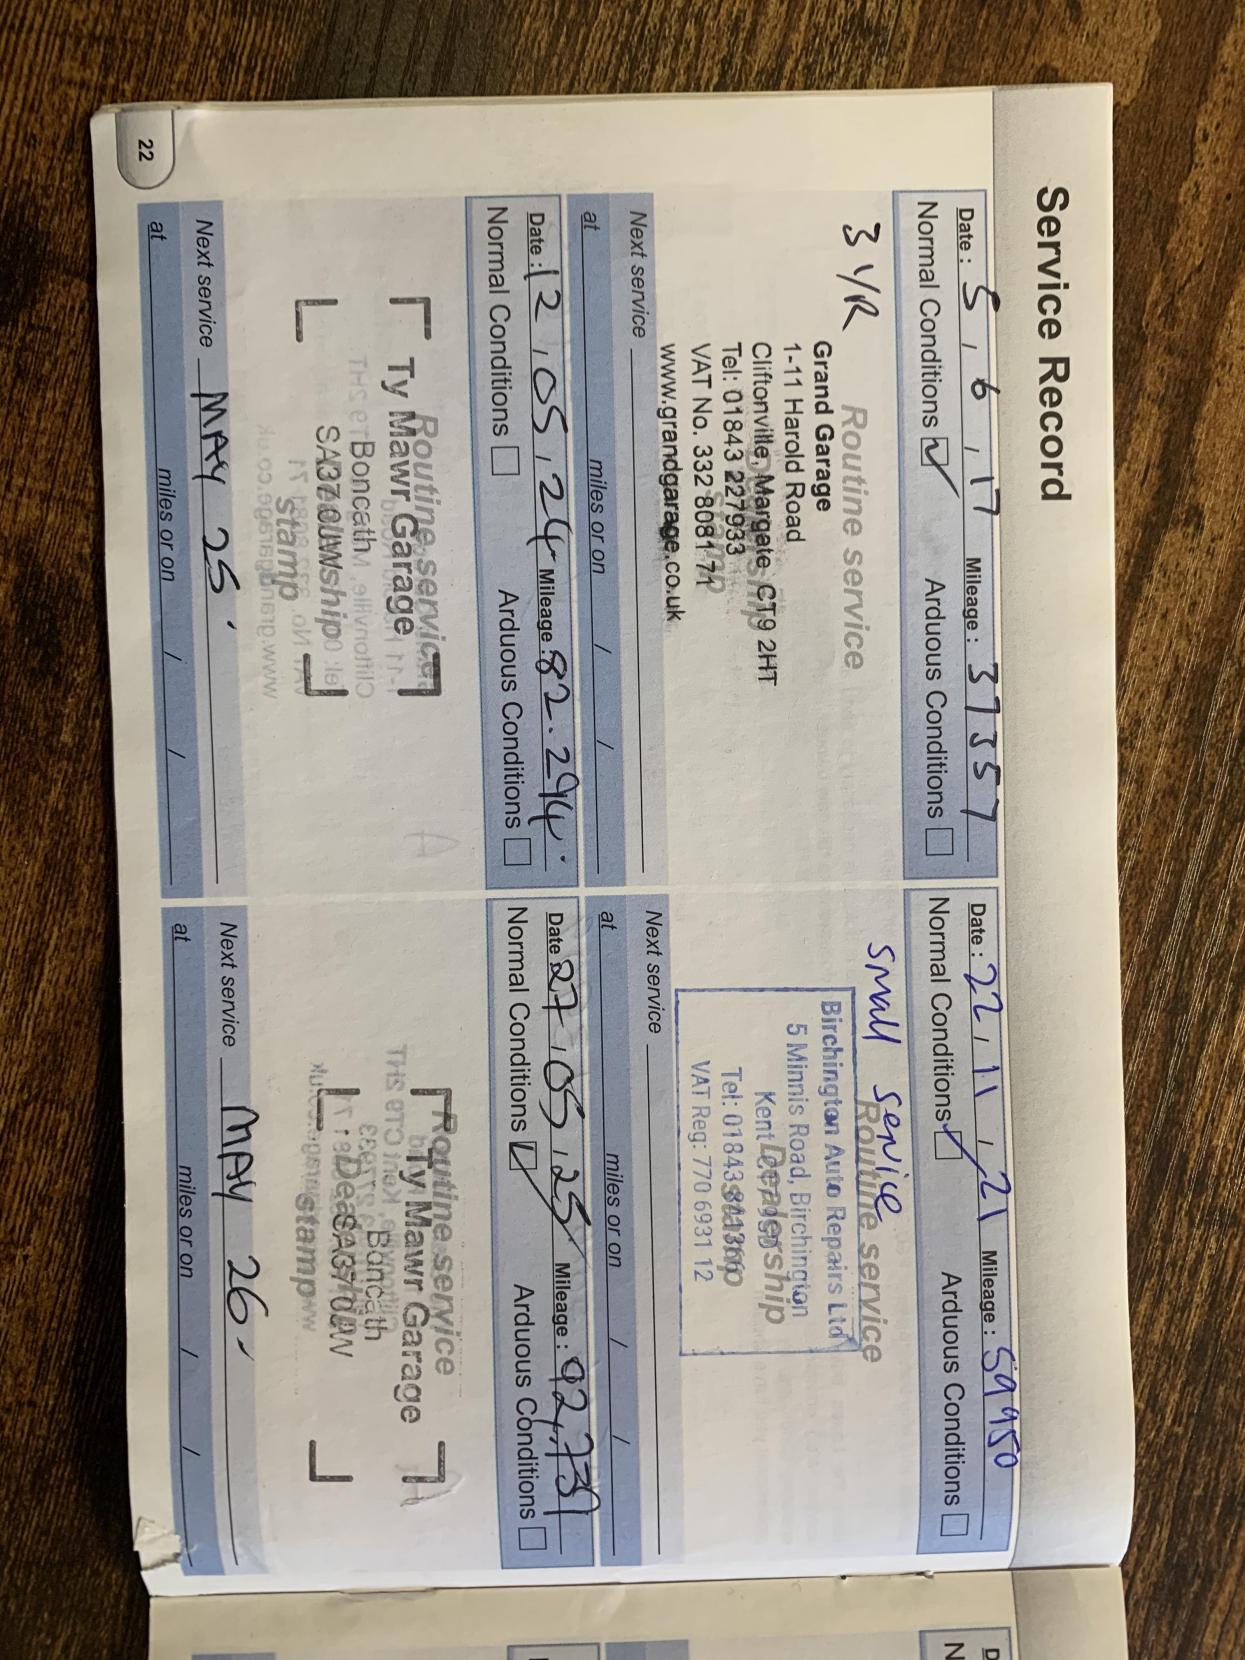 Service Record
Date : 5 . 6 . 17 Mileage : 37357
Normal Conditions Arduous Conditions
Routine service
3 YR
Grand Garage
1-11 Harold Road
Cliftonville, Margate CT9 2HT
Tel: 01843 227933
VAT No. 332 8081 71
www.grandgarage.co.uk
Next service
at miles or on / /
Date : 22 . 11 . 21 Mileage : 59950
Normal Conditions Arduous Conditions
Small Service
Routine service
Birchington Auto Repairs Ltd
5 Minnis Road, Birchington
Kent
Dealership
stamp
Tel: 01843
VAT Reg: 770 6931 12
Next service
at miles or on / /
Date : 12 . 05 . 24 Mileage : 82.294.
Normal Conditions Arduous Conditions
Routine service
Ty Mawr Garage
Boncath
stamp
Next service MAY 25
at miles or on / /
Date 27 . 05 . 25 Mileage :
Normal Conditions Arduous Conditions
Routine service
Ty Mawr Garage
Boncath
stamp
Next service MAY 26
at miles or on / /
22